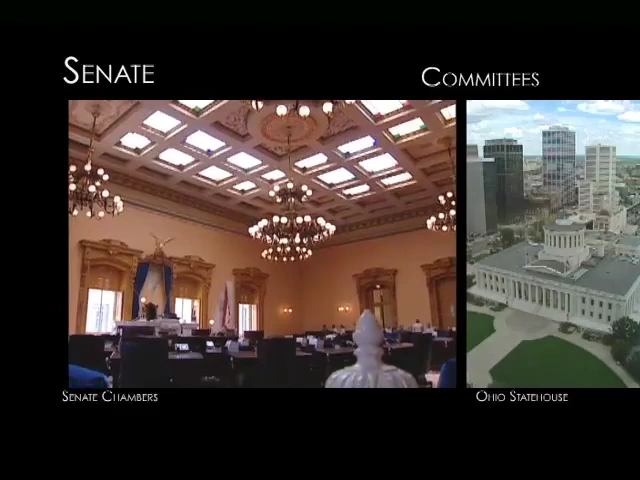 Senate
Committees
Senate Chambers
Ohio Statehouse